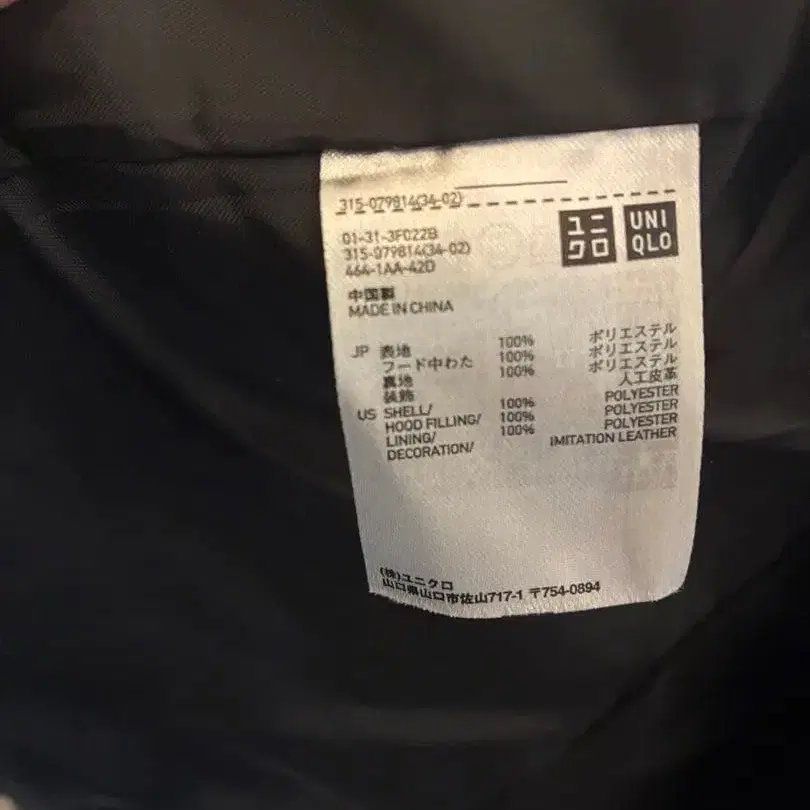 315-079814(34-02)
ユニ
クロ
UNI
QLO
01-31-3F022B
315-079814(34-02)
464-1AA-42D
中国製
MADE IN CHINA
JP 表地 100% ポリエステル
フード中わた 100% ポリエステル
裏地 100% ポリエステル
装飾 人工皮革
US SHELL/ 100% POLYESTER
HOOD FILLING/ 100% POLYESTER
LINING/ 100% POLYESTER
DECORATION/ IMITATION LEATHER
(株)ユニクロ
山口県山口市佐山717-1 〒754-0894